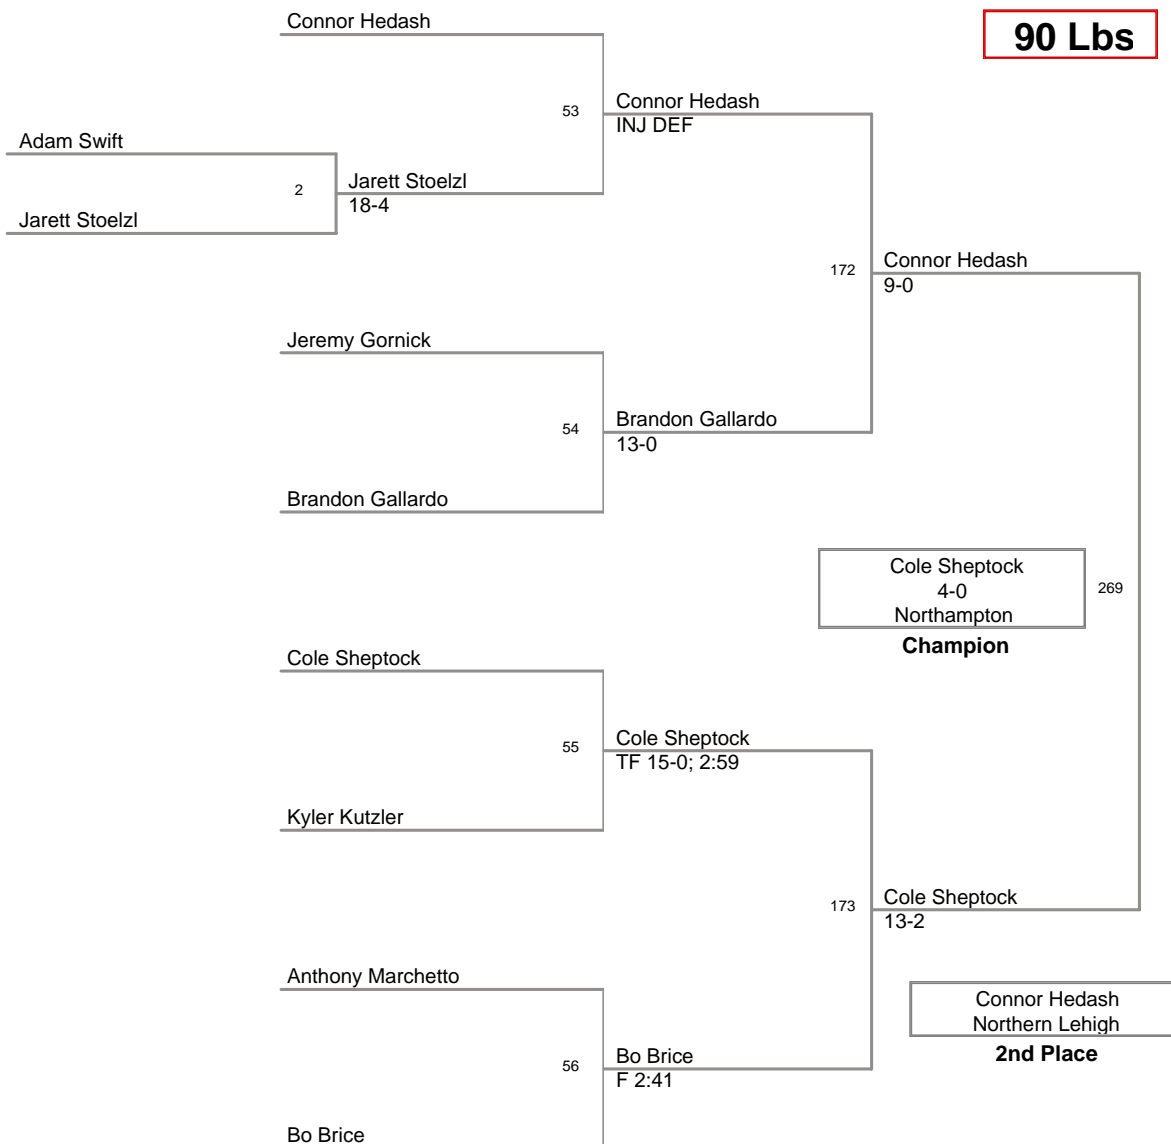 Connor Hedash
90 Lbs
53
Connor Hedash
INJ DEF
Adam Swift
2
Jarett Stoelzl
18-4
Jarett Stoelzl
172
Connor Hedash
9-0
Jeremy Gornick
54
Brandon Gallardo
13-0
Brandon Gallardo
Cole Sheptock
4-0
Northampton
269
Champion
Cole Sheptock
55
Cole Sheptock
TF 15-0; 2:59
Kyler Kutzler
173
Cole Sheptock
13-2
Anthony Marchetto
Connor Hedash
Northern Lehigh
2nd Place
56
Bo Brice
F 2:41
Bo Brice